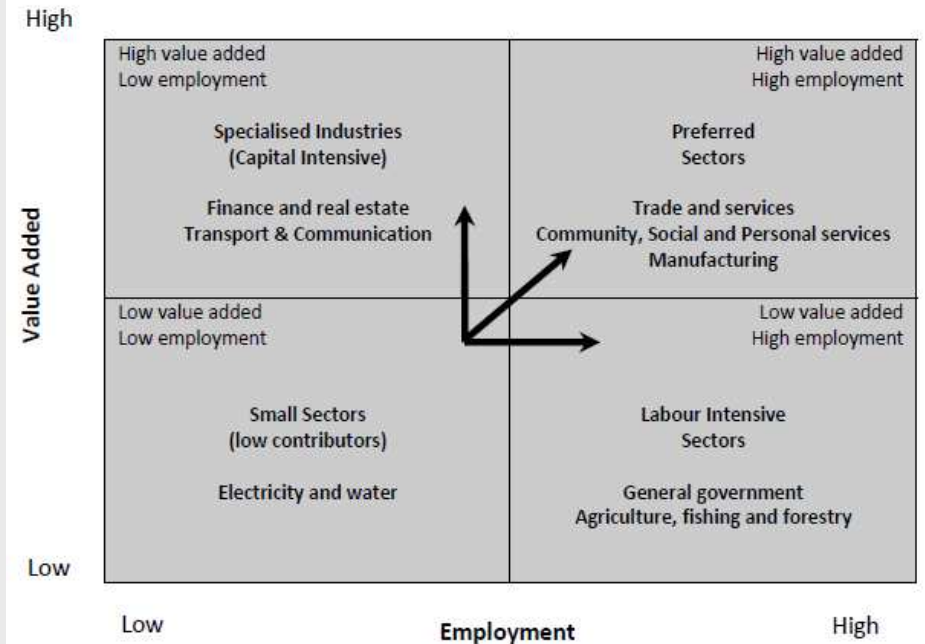 High
High value added
Low employment
Specialised Industries
(Capital Intensive)
Finance and real estate
Transport & Communication
High value added
High employment
Preferred
Sectors
Trade and services
Community, Social and Personal services
Manufacturing
Value Added
Low value added
Low employment
Small Sectors
(low contributors)
Electricity and water
Low value added
High employment
Labour Intensive
Sectors
General government
Agriculture, fishing and forestry
Low
Low
Employment
High